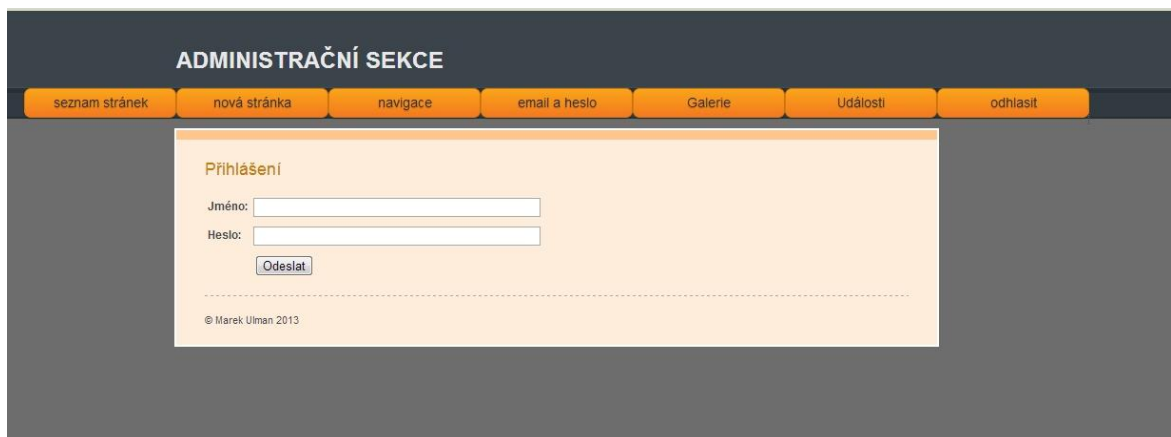 ADMINISTRAČNÍ SEKCE
seznam stránek nová stránka navigace email a heslo Galerie Události odhlasit
Přihlášení
Jméno:
Heslo:
Odeslat
© Marek Ulman 2013